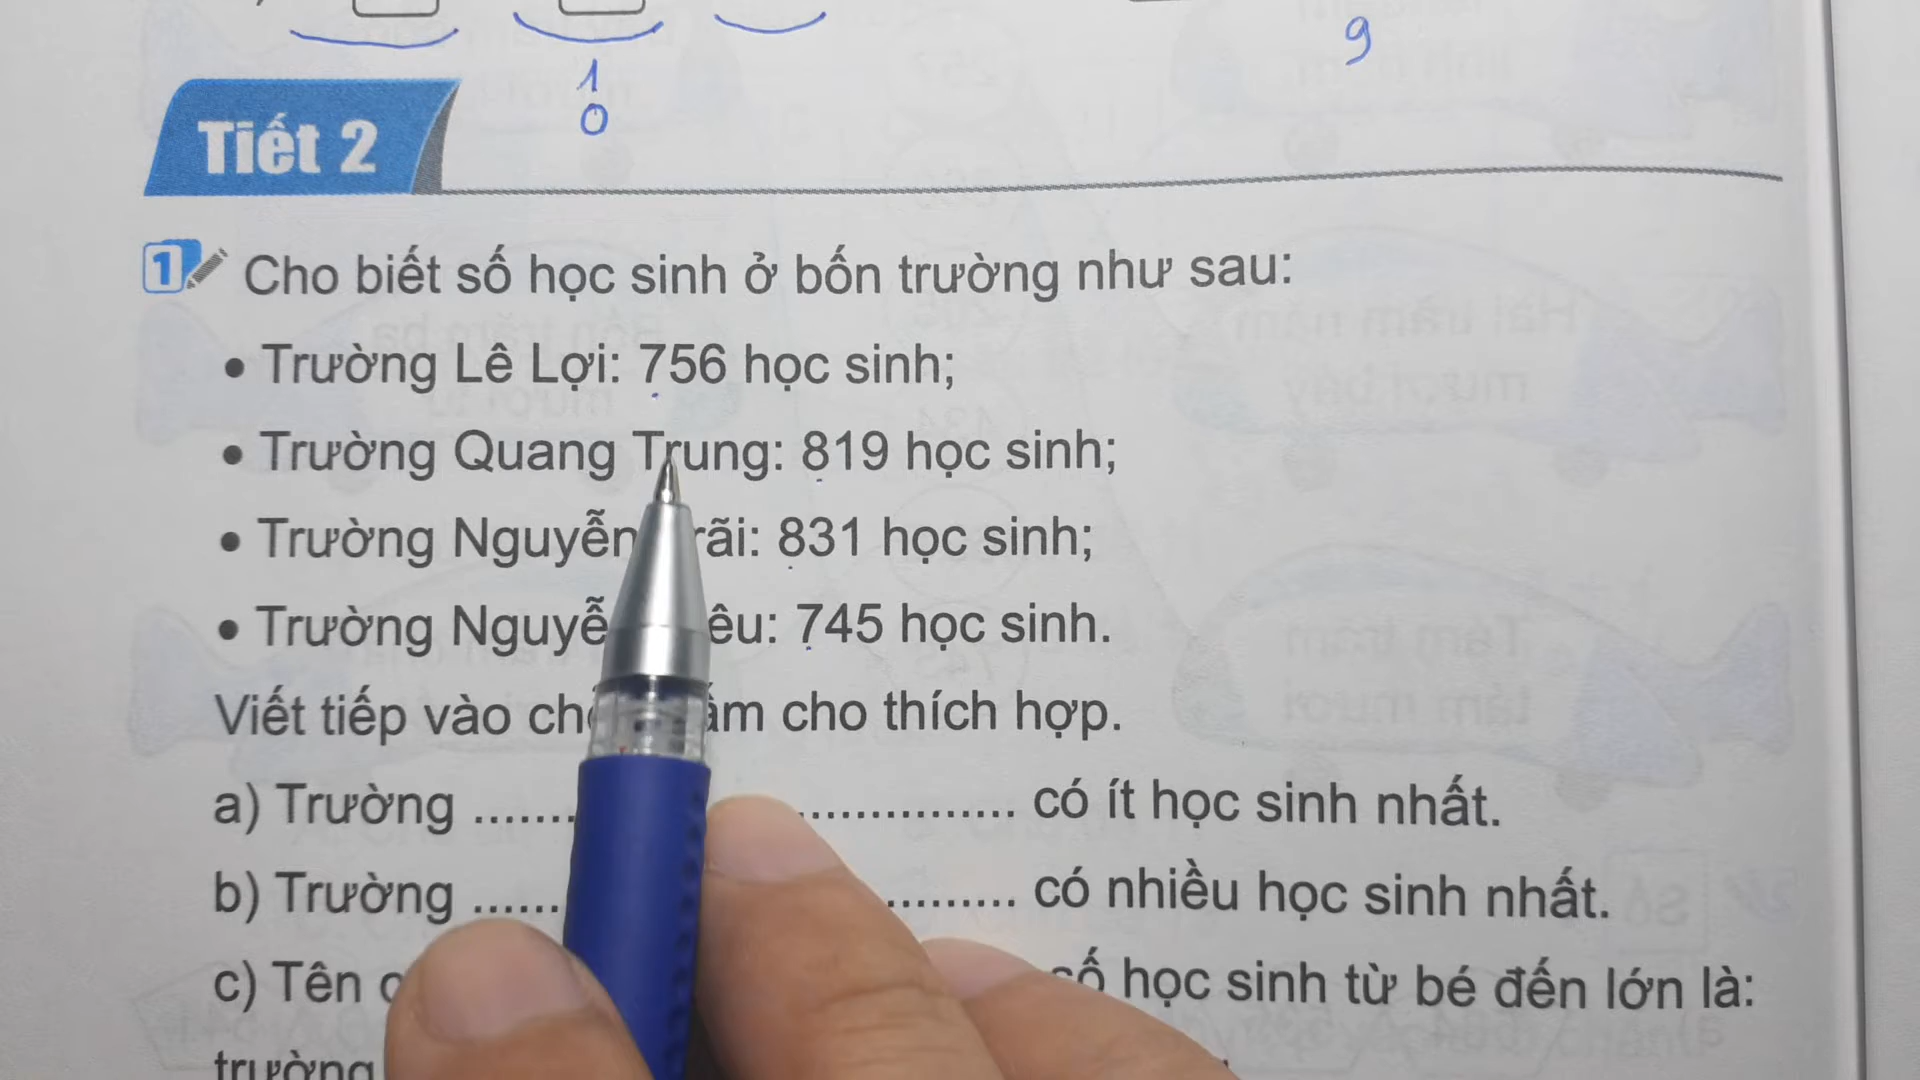 1
0
9
Tiết 2
1 Cho biết số học sinh ở bốn trường như sau:
• Trường Lê Lợi: 756 học sinh;
• Trường Quang Trung: 819 học sinh;
• Trường Nguyễn rãi: 831 học sinh;
• Trường Nguyễ êu: 745 học sinh.
Viết tiếp vào ch ấm cho thích hợp.
a) Trường ....... ............... có ít học sinh nhất.
b) Trường ...... ......... có nhiều học sinh nhất.
c) Tên số học sinh từ bé đến lớn là:
trường